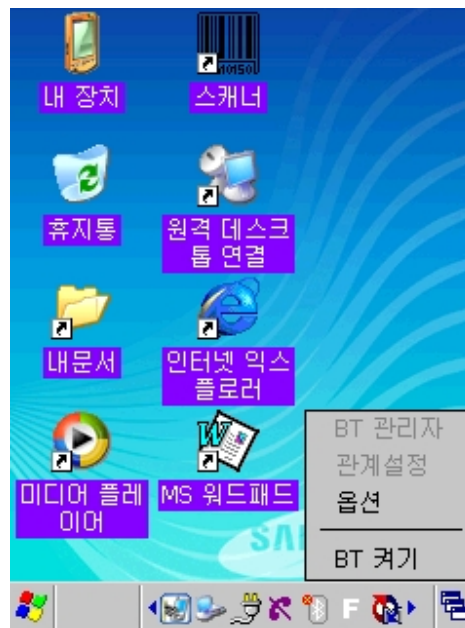 내 장치
스캐너
휴지통
원격 데스크
톱 연결
내문서
인터넷 익스
플로러
미디어 플레
이어
MS 워드패드
BT 관리자
관계설정
옵션
BT 켜기
SA
F